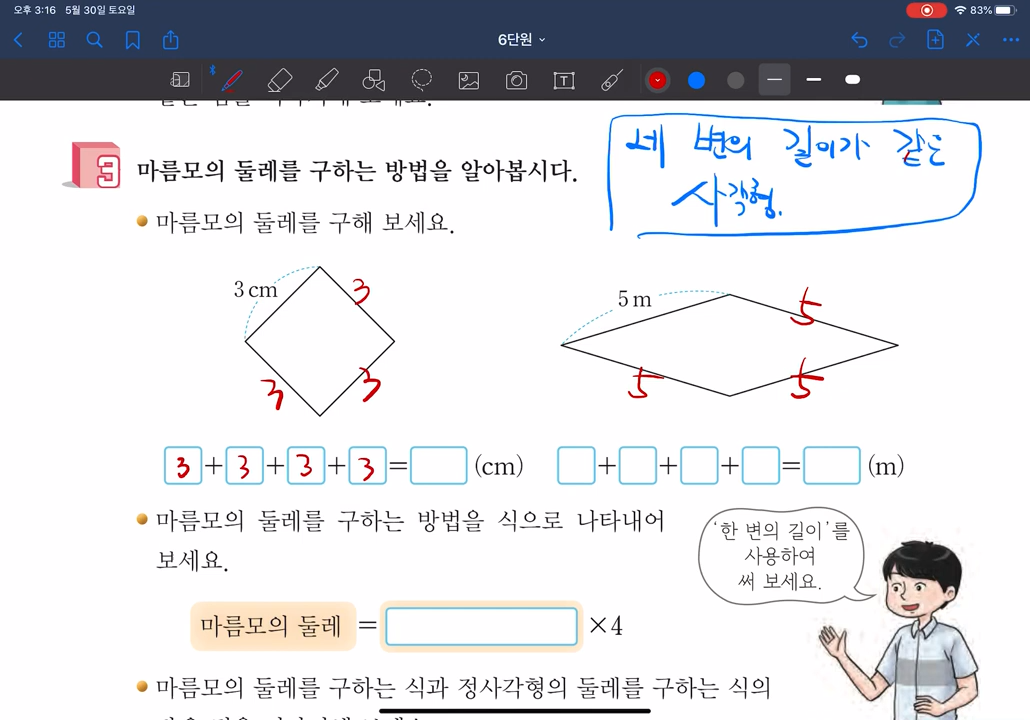 오후 3:16 5월 30일 토요일
83%
6단원
3 마름모의 둘레를 구하는 방법을 알아봅시다.
세 변의 길이가 같은
사각형.
마름모의 둘레를 구해 보세요.
3 cm 3
3 3
5 m 5
5 5
3 + 3 + 3 + 3 = (cm)
+ + + = (m)
마름모의 둘레를 구하는 방법을 식으로 나타내어
보세요.
‘한 변의 길이’를
사용하여
써 보세요.
마름모의 둘레 = ×4
마름모의 둘레를 구하는 식과 정사각형의 둘레를 구하는 식의